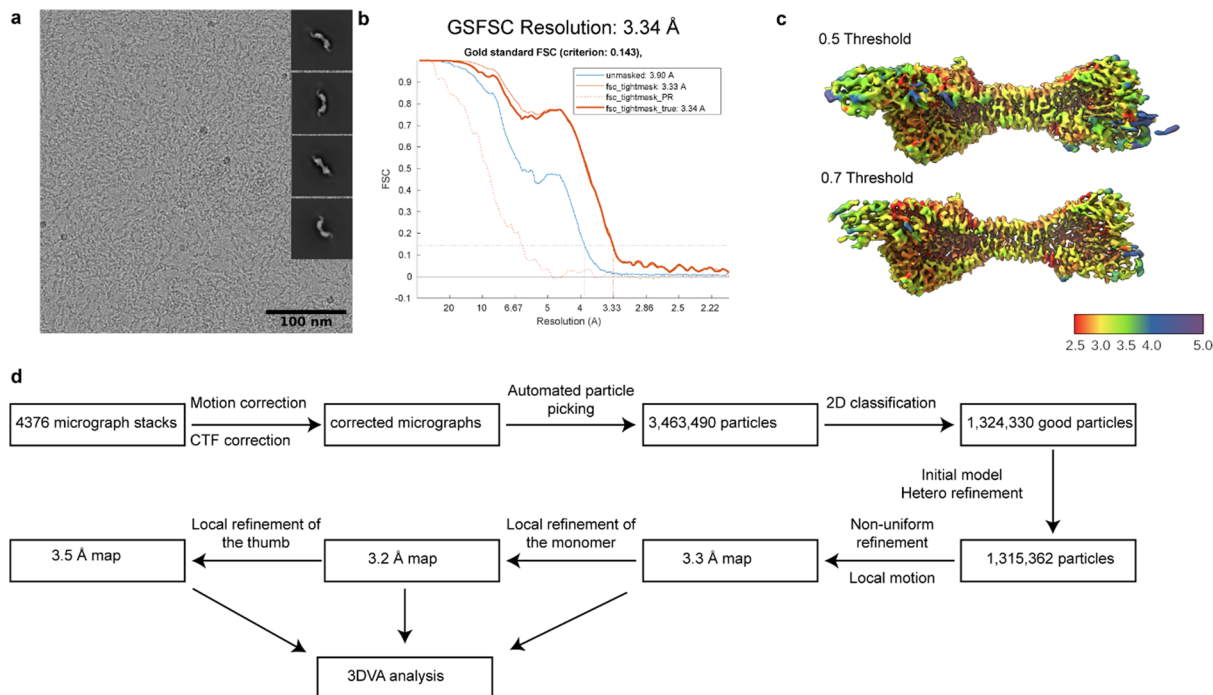 a
100 nm
b
GSFSC Resolution: 3.34 Å
Gold standard FSC (criterion: 0.143),
unmasked: 3.90 A
fsc_tightmask: 3.33 A
fsc_tightmask_PR
fsc_tightmask_true: 3.34 A
0.9
0.8
0.7
0.6
0.5
0.4
0.3
0.2
0.1
0
-0.1
FSC
20 10 6.67 5 4 3.33 2.86 2.5 2.22
Resolution (A)
c
0.5 Threshold
0.7 Threshold
2.5 3.0 3.5 4.0 5.0
d
4376 micrograph stacks
Motion correction
CTF correction
corrected micrographs
Automated particle
picking
3,463,490 particles
2D classification
1,324,330 good particles
Initial model
Hetero refinement
1,315,362 particles
Non-uniform
refinement
Local motion
3.3 Å map
Local refinement of
the monomer
3.2 Å map
Local refinement of
the thumb
3.5 Å map
3DVA analysis